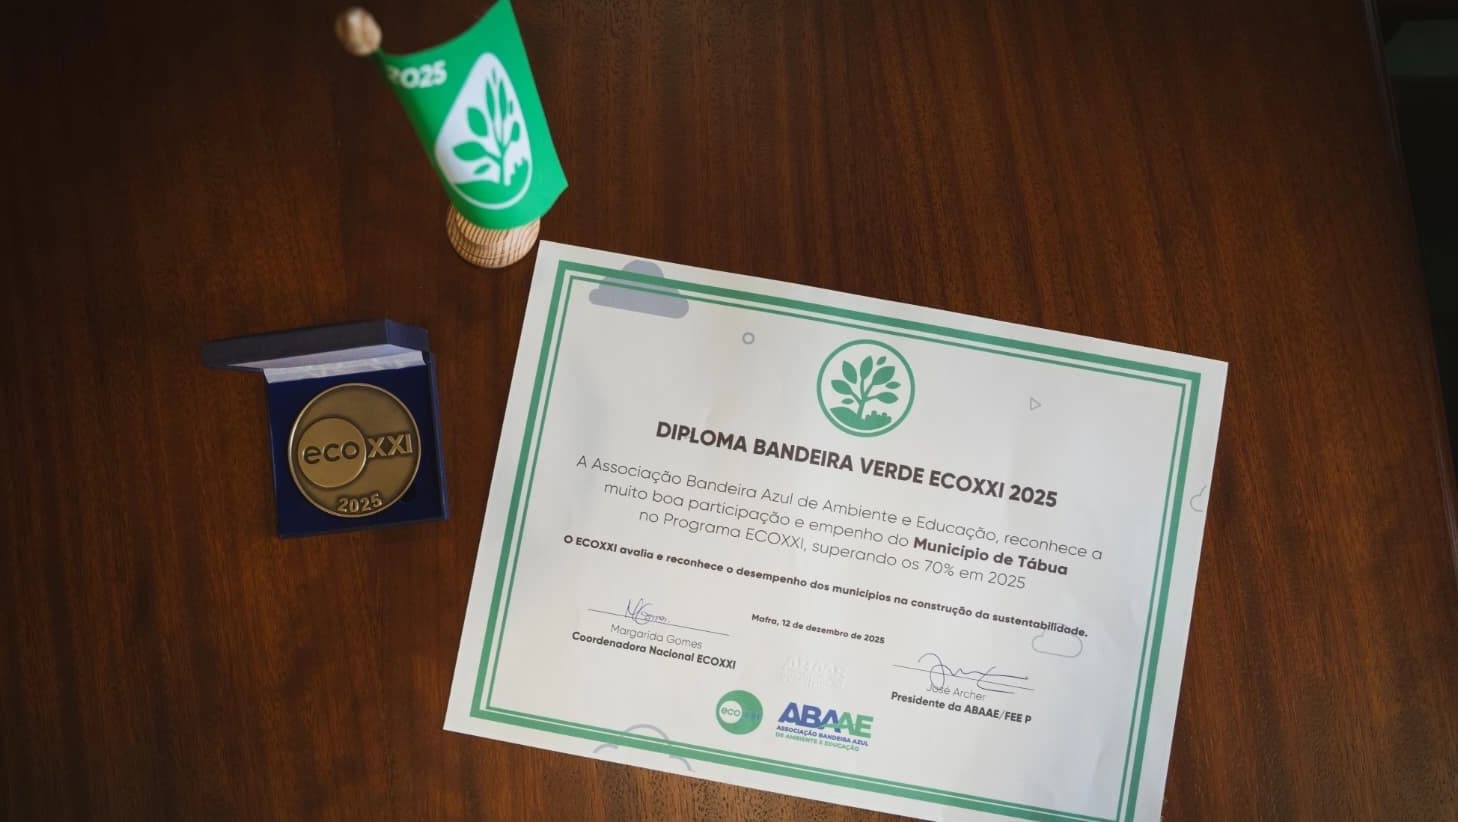 2025
eco XXI
2025
DIPLOMA BANDEIRA VERDE ECOXXI 2025
A Associação Bandeira Azul de Ambiente e Educação, reconhece a
muito boa participação e empenho do Município de Tábua
no Programa ECOXXI, superando os 70% em 2025
O ECOXXI avalia e reconhece o desempenho dos municípios na construção da sustentabilidade.
Mafra, 12 de dezembro de 2025
Margarida Gomes
Coordenadora Nacional ECOXXI
José Archer
Presidente da ABAAE/FEE P
eco XXI
ABAAE
ASSOCIAÇÃO BANDEIRA AZUL
DE AMBIENTE E EDUCAÇÃO